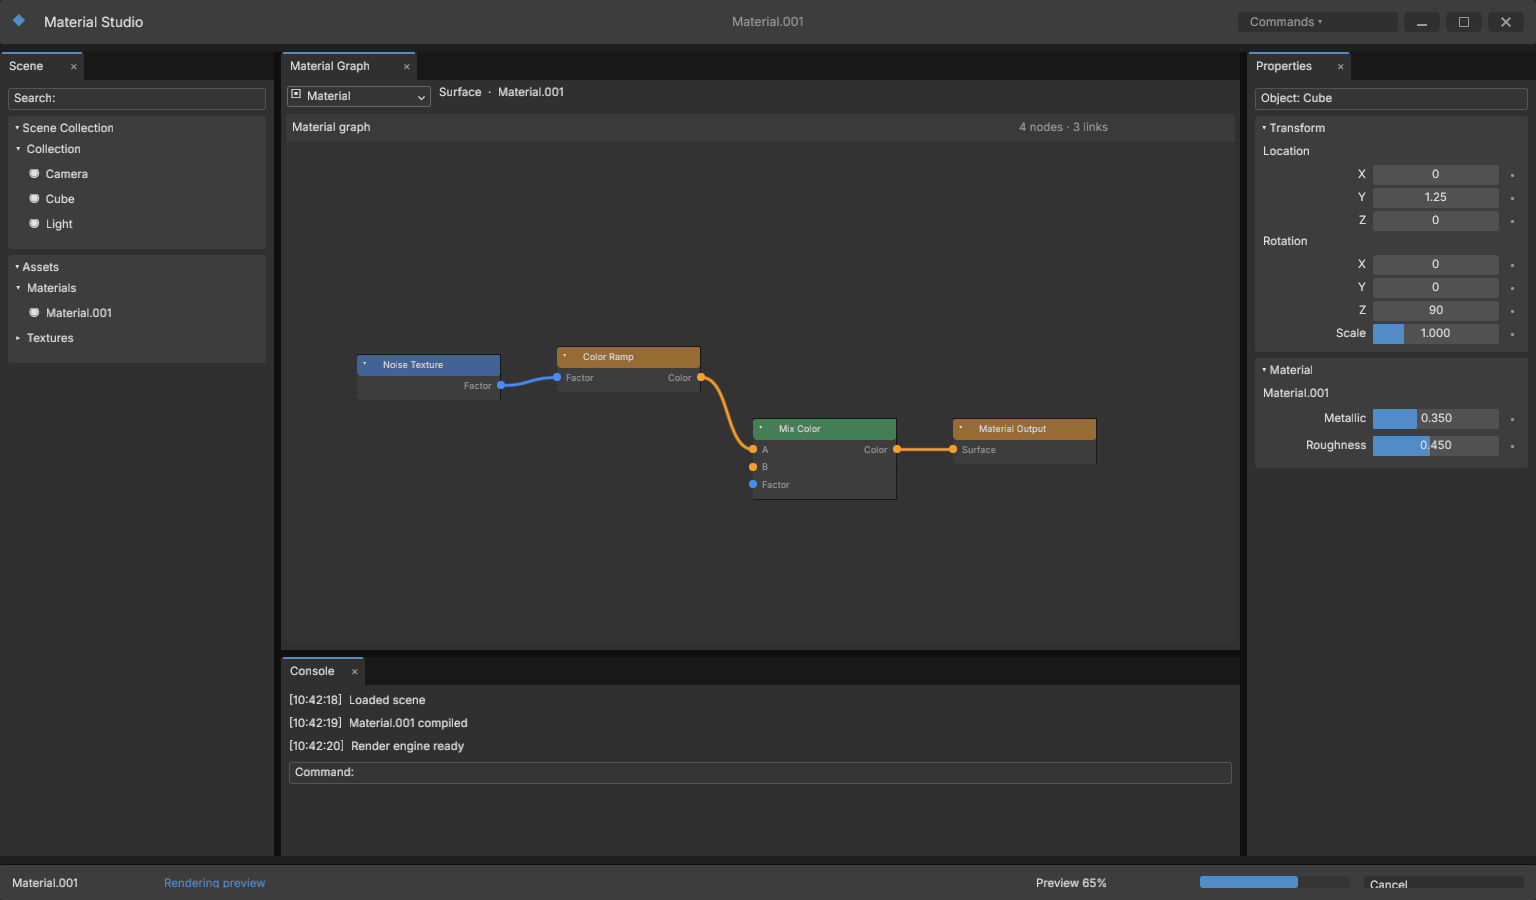 Material Studio
Material.001
Commands
Scene
Search:
Scene Collection
Collection
Camera
Cube
Light
Assets
Materials
Material.001
Textures
Material Graph
Material
Surface · Material.001
Material graph
4 nodes · 3 links
Noise Texture
Factor
Color Ramp
Factor Color
Mix Color
A Color
B
Factor
Material Output
Surface
Console
[10:42:18] Loaded scene
[10:42:19] Material.001 compiled
[10:42:20] Render engine ready
Command:
Properties
Object: Cube
Transform
Location
X 0
Y 1.25
Z 0
Rotation
X 0
Y 0
Z 90
Scale 1.000
Material
Material.001
Metallic 0.350
Roughness 0.450
Material.001
Rendering preview
Preview 65%
Cancel